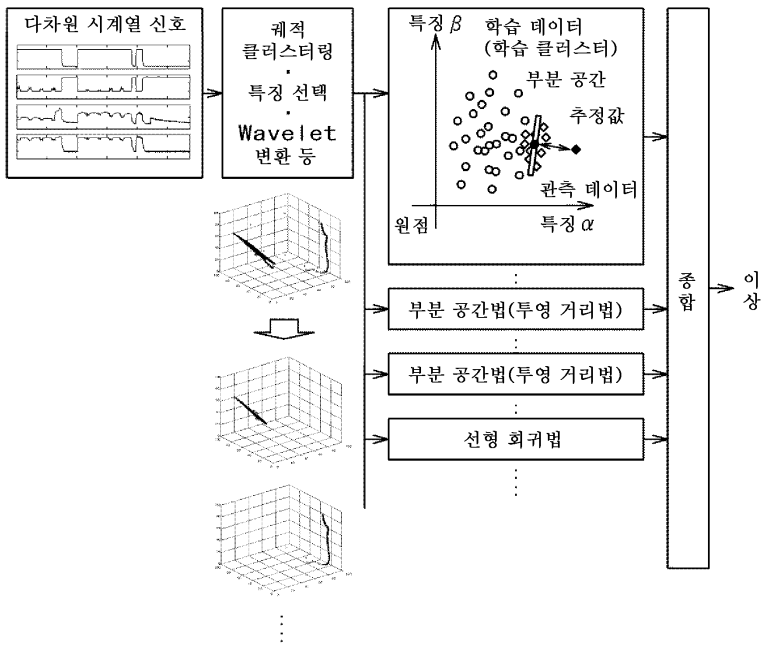 다차원 시계열 신호
궤적
클러스터링
·
특징 선택
·
Wavelet
변환 등
특징 β
학습 데이터
(학습 클러스터)
부분 공간
추정값
관측 데이터
원점
특징 α
부분 공간법(투영 거리법)
부분 공간법(투영 거리법)
선형 회귀법
종합
이상